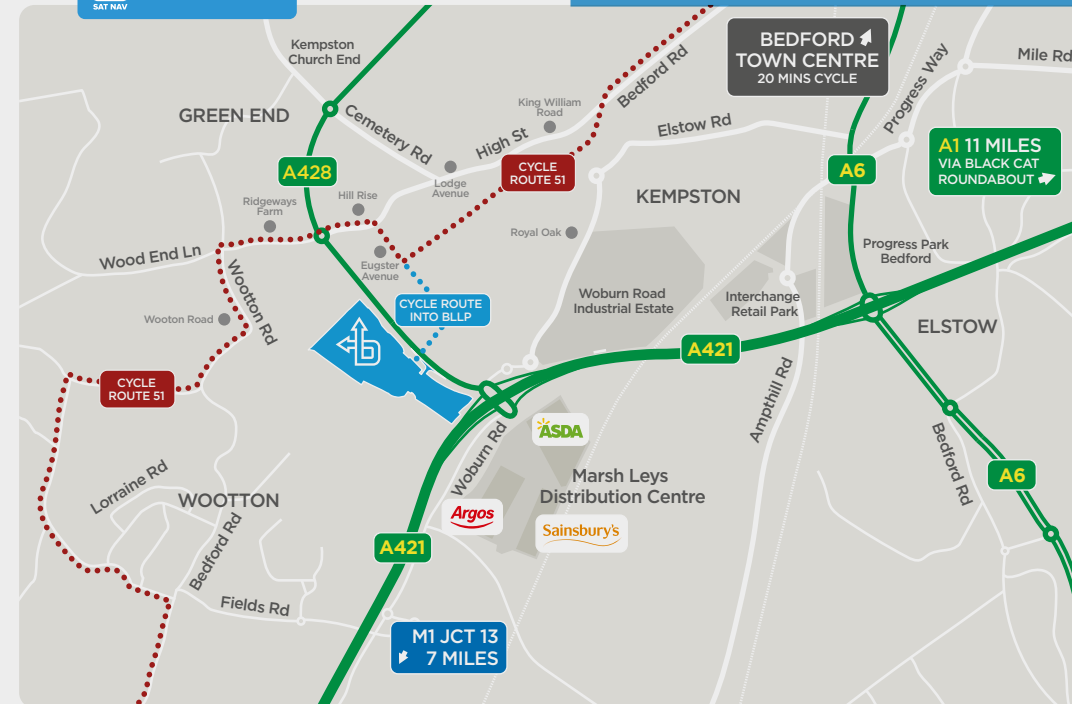 SAT NAV
Kempston
Church End
BEDFORD
TOWN CENTRE
20 MINS CYCLE
Progress Way
Mile Rd
GREEN END
Cemetery Rd
High St
King William
Road
Bedford Rd
Elstow Rd
A428
CYCLE
ROUTE 51
A6
A1 11 MILES
VIA BLACK CAT
ROUNDABOUT
Lodge
Avenue
Hill Rise
Ridgeways
Farm
KEMPSTON
Royal Oak
Wood End Ln
Wootton Rd
Eugster
Avenue
Progress Park
Bedford
CYCLE ROUTE
INTO BLLP
Woburn Road
Industrial Estate
Interchange
Retail Park
Wooton Road
ELSTOW
A421
CYCLE
ROUTE 51
Ampthill Rd
ASDA
Woburn Rd
Bedford Rd
A6
Marsh Leys
Distribution Centre
Lorraine Rd
WOOTTON
Argos
Sainsbury's
Bedford Rd
A421
Fields Rd
M1 JCT 13
7 MILES